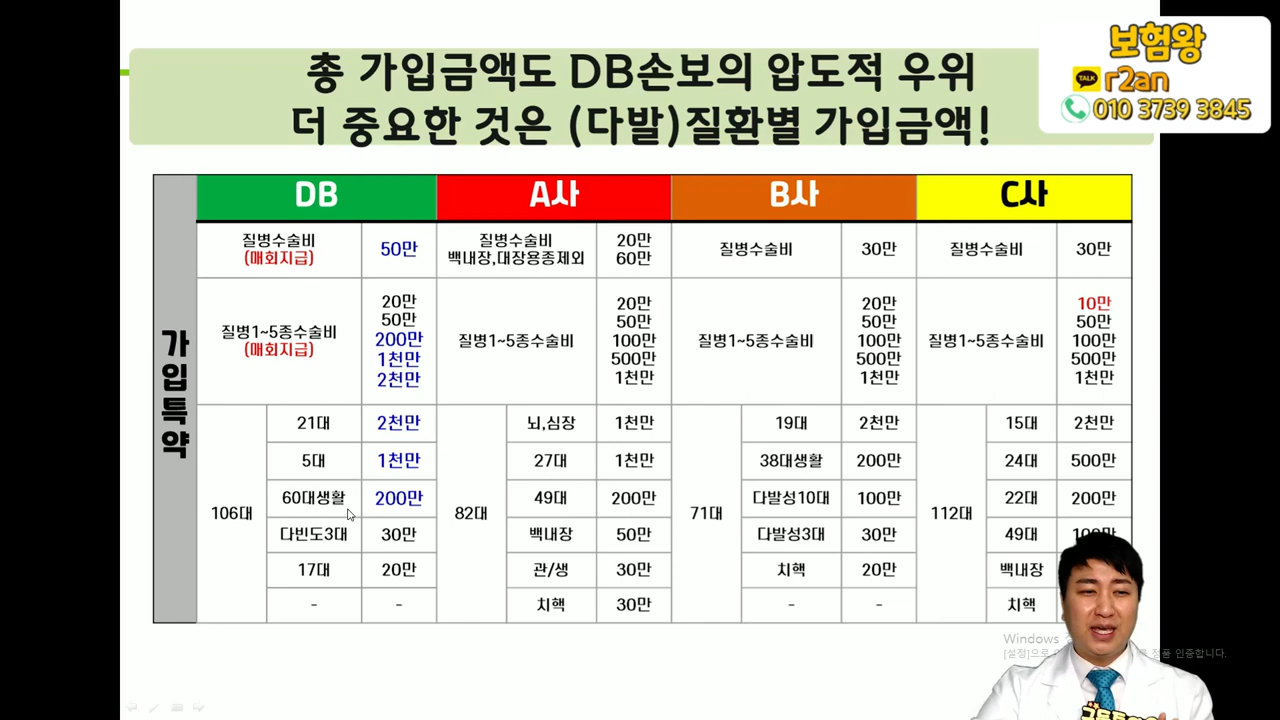 총 가입금액도 DB손보의 압도적 우위
더 중요한 것은 (다발)질환별 가입금액!
보험왕
TALK r2an
010 3739 3845
가입특약
DB A사 B사 C사
질병수술비
(매회지급)
50만
질병수술비
백내장,대장용종제외
20만
60만
질병수술비 30만
질병수술비 30만
질병1~5종수술비
(매회지급)
20만
50만
200만
1천만
2천만
질병1~5종수술비
20만
50만
100만
500만
1천만
질병1~5종수술비
20만
50만
100만
500만
1천만
질병1~5종수술비
10만
50만
100만
500만
1천만
106대
21대 2천만
5대 1천만
60대생활 200만
다빈도3대 30만
17대 20만
- -
82대
뇌,심장 1천만
27대 1천만
49대 200만
백내장 50만
관/생 30만
치핵 30만
71대
19대 2천만
38대생활 200만
다발성10대 100만
다발성3대 30만
치핵 20만
- -
112대
15대 2천만
24대 500만
22대 200만
49대 100만
백내장
치핵
Windows
[설정]으로 정품 인증합니다.